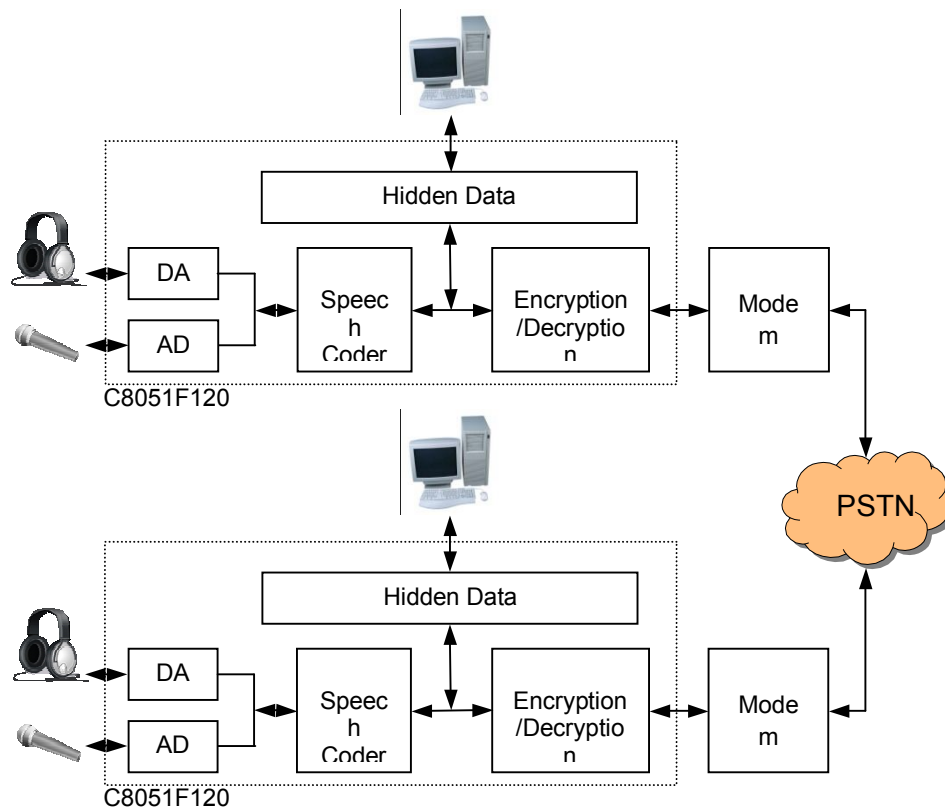 Hidden Data
DA
AD
Speec
h
Coder
Encryption
/Decryptio
n
Mode
m
C8051F120
PSTN
Hidden Data
DA
AD
Speec
h
Coder
Encryption
/Decryptio
n
Mode
m
C8051F120